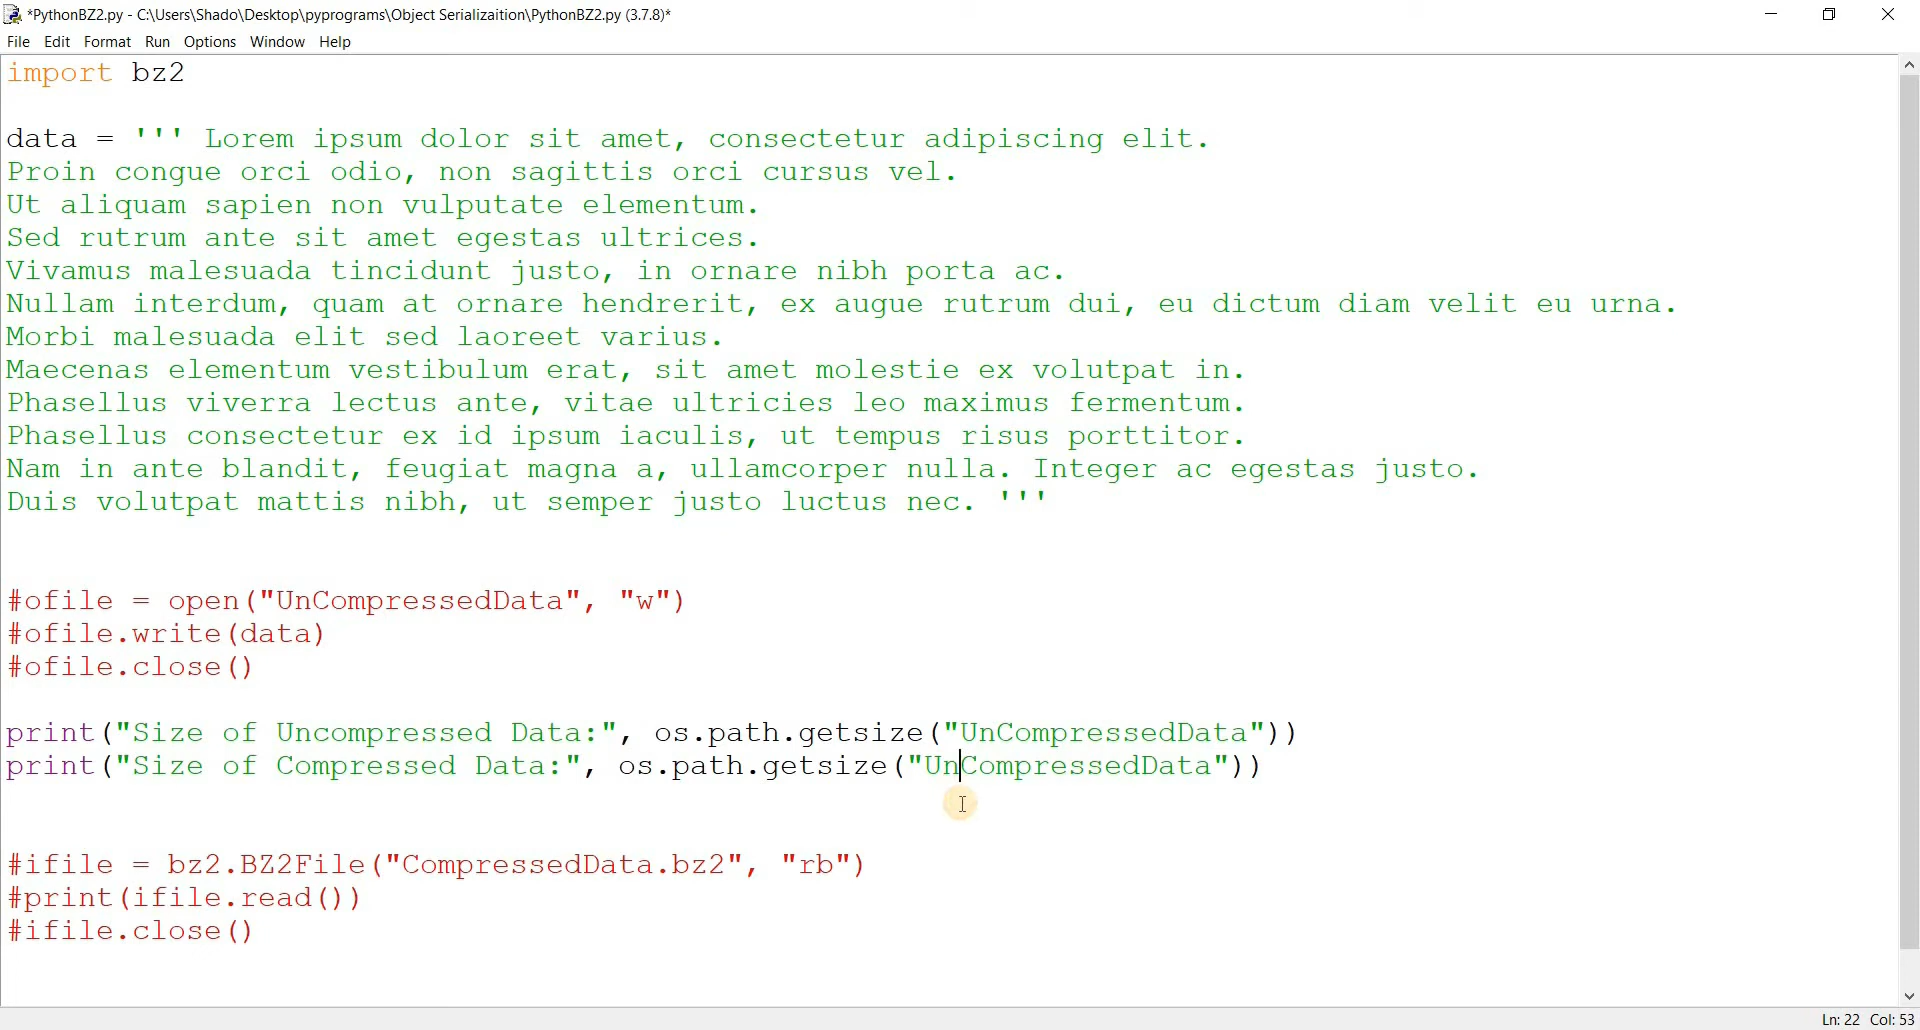 *PythonBZ2.py - C:\Users\Shado\Desktop\pyprograms\Object Serializaition\PythonBZ2.py (3.7.8)*
File Edit Format Run Options Window Help
import bz2
data = ''' Lorem ipsum dolor sit amet, consectetur adipiscing elit.
Proin congue orci odio, non sagittis orci cursus vel.
Ut aliquam sapien non vulputate elementum.
Sed rutrum ante sit amet egestas ultrices.
Vivamus malesuada tincidunt justo, in ornare nibh porta ac.
Nullam interdum, quam at ornare hendrerit, ex augue rutrum dui, eu dictum diam velit eu urna.
Morbi malesuada elit sed laoreet varius.
Maecenas elementum vestibulum erat, sit amet molestie ex volutpat in.
Phasellus viverra lectus ante, vitae ultricies leo maximus fermentum.
Phasellus consectetur ex id ipsum iaculis, ut tempus risus porttitor.
Nam in ante blandit, feugiat magna a, ullamcorper nulla. Integer ac egestas justo.
Duis volutpat mattis nibh, ut semper justo luctus nec. '''
#ofile = open("UnCompressedData", "w")
#ofile.write(data)
#ofile.close()
print("Size of Uncompressed Data:", os.path.getsize("UnCompressedData"))
print("Size of Compressed Data:", os.path.getsize("UnCompressedData"))
#ifile = bz2.BZ2File("CompressedData.bz2", "rb")
#print(ifile.read())
#ifile.close()
Ln: 22 Col: 53